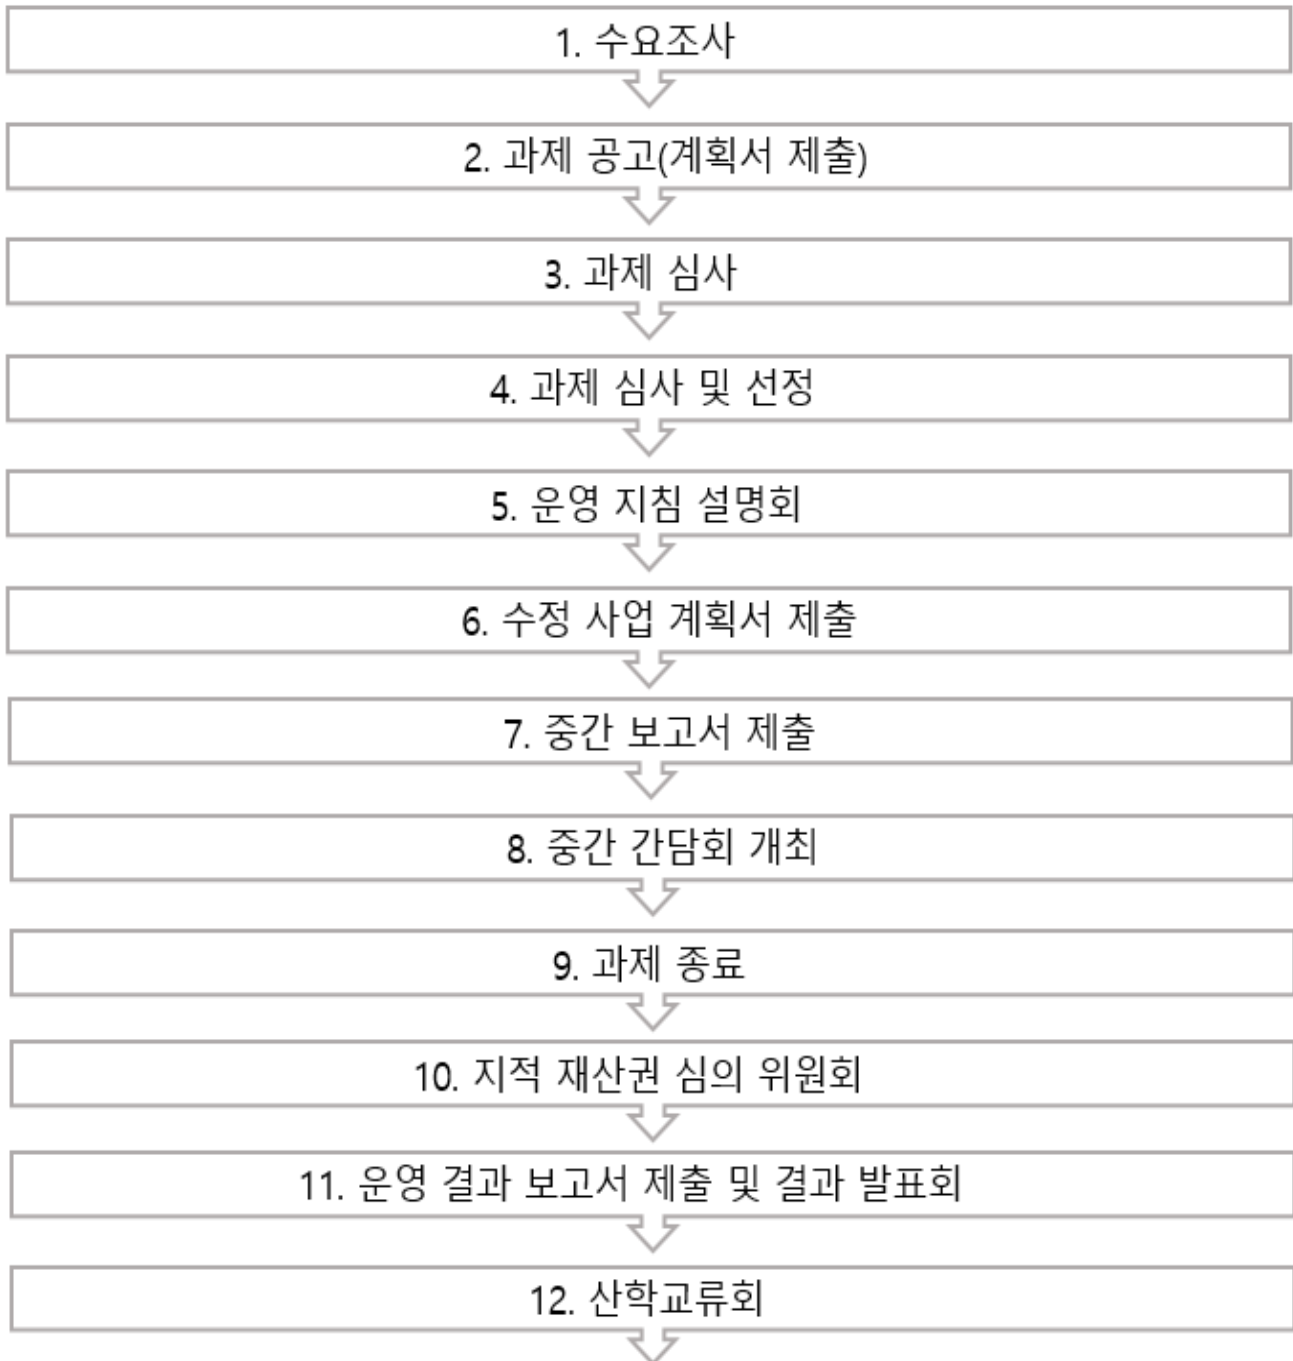 1. 수요조사
2. 과제 공고(계획서 제출)
3. 과제 심사
4. 과제 심사 및 선정
5. 운영 지침 설명회
6. 수정 사업 계획서 제출
7. 중간 보고서 제출
8. 중간 간담회 개최
9. 과제 종료
10. 지적 재산권 심의 위원회
11. 운영 결과 보고서 제출 및 결과 발표회
12. 산학교류회